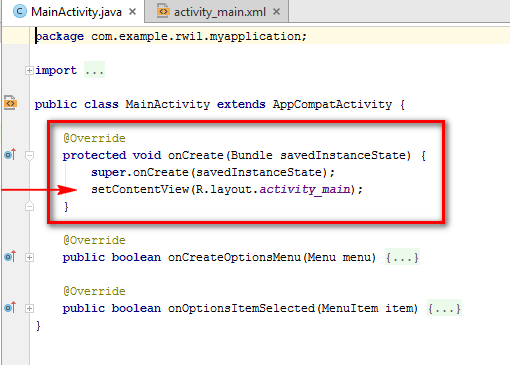 MainActivity.java × activity_main.xml ×
package com.example.rwil.myapplication;
import ...
public class MainActivity extends AppCompatActivity {
@Override
protected void onCreate(Bundle savedInstanceState) {
super.onCreate(savedInstanceState);
setContentView(R.layout.activity_main);
}
@Override
public boolean onCreateOptionsMenu(Menu menu) {...}
@Override
public boolean onOptionsItemSelected(MenuItem item) {...}
}